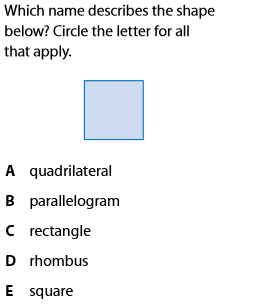 Which name describes the shape
below? Circle the letter for all
that apply.
A quadrilateral
B parallelogram
C rectangle
D rhombus
E square